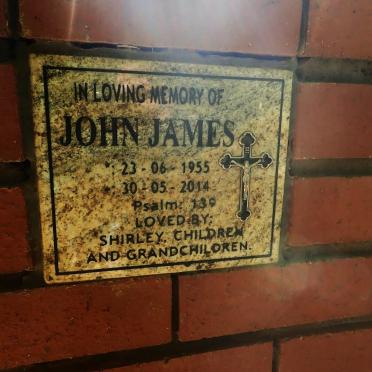 IN LOVING MEMORY OF
JOHN JAMES
*: 23 - 06 - 1955
: 30 - 05 - 2014
Psalm: 139
LOVED BY:
SHIRLEY, CHILDREN
AND GRANDCHILDREN.